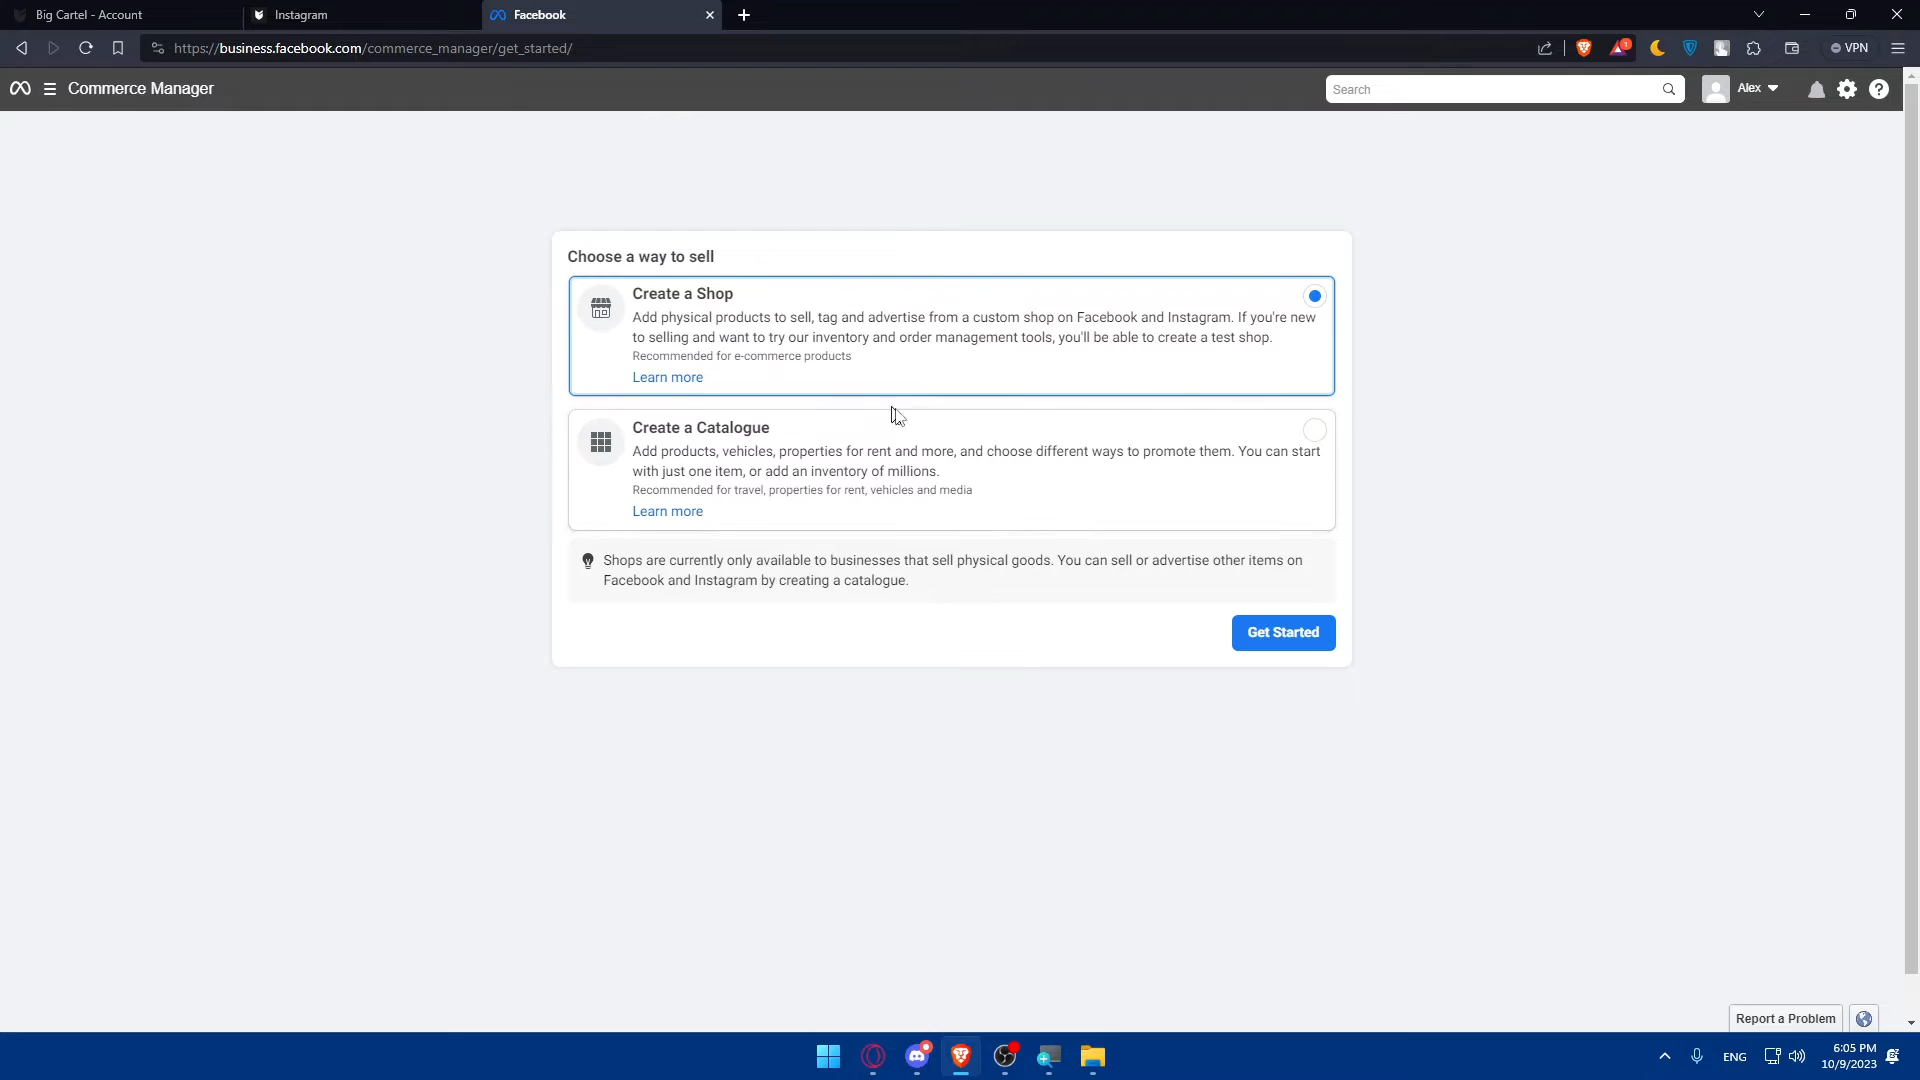 Big Cartel - Account
Instagram
Facebook
https://business.facebook.com/commerce_manager/get_started/
1
VPN
Commerce Manager
Search
Alex
Choose a way to sell
Create a Shop
Add physical products to sell, tag and advertise from a custom shop on Facebook and Instagram. If you're new
to selling and want to try our inventory and order management tools, you'll be able to create a test shop.
Recommended for e-commerce products
Learn more
Create a Catalogue
Add products, vehicles, properties for rent and more, and choose different ways to promote them. You can start
with just one item, or add an inventory of millions.
Recommended for travel, properties for rent, vehicles and media
Learn more
Shops are currently only available to businesses that sell physical goods. You can sell or advertise other items on
Facebook and Instagram by creating a catalogue.
Get Started
Report a Problem
ENG
6:05 PM
10/9/2023